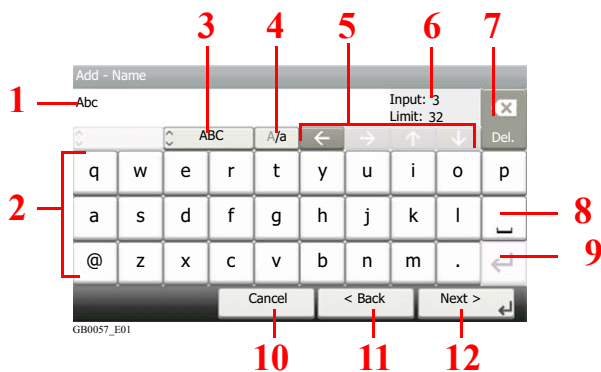 3 4 5 6 7
Add - Name
1 Abc Input: 3
Limit: 32
ABC A/a ← → ↑ ↓ Del.
2
q w e r t y u i o p
a s d f g h j k l 8
@ z x c v b n m . 9
Cancel < Back Next >
GB0057_E01
10 11 12